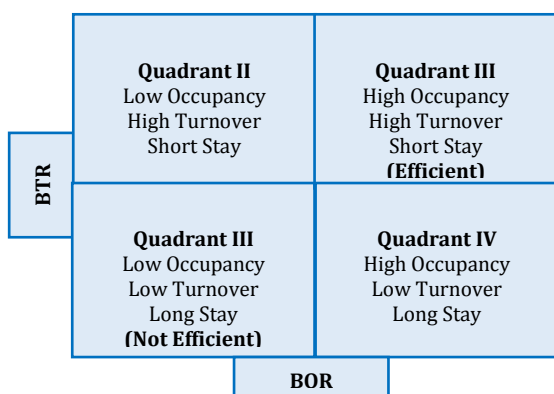 Quadrant II
Low Occupancy
High Turnover
Short Stay
Quadrant III
High Occupancy
High Turnover
Short Stay
(Efficient)
BTR
Quadrant III
Low Occupancy
Low Turnover
Long Stay
(Not Efficient)
Quadrant IV
High Occupancy
Low Turnover
Long Stay
BOR